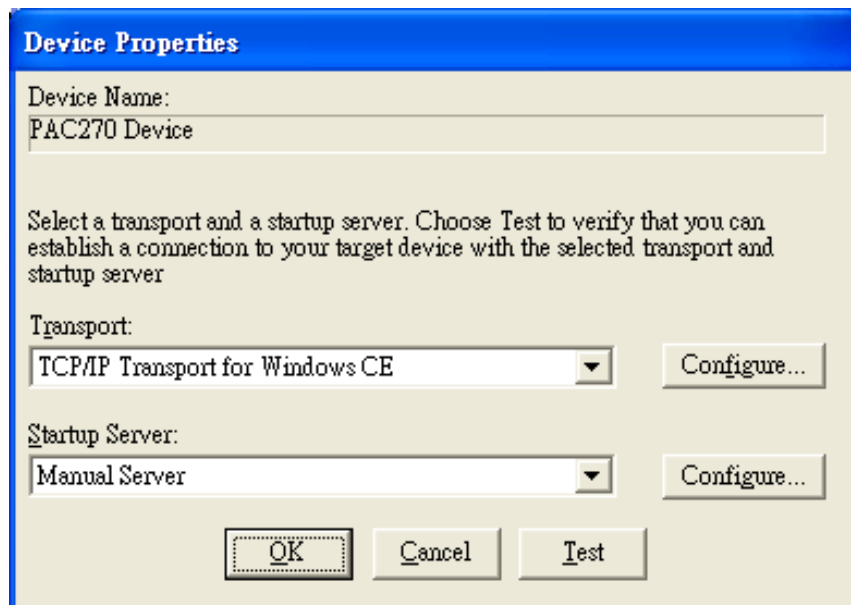 Device Properties
Device Name:
PAC270 Device
Select a transport and a startup server. Choose Test to verify that you can
establish a connection to your target device with the selected transport and
startup server
Transport:
TCP/IP Transport for Windows CE
Configure...
Startup Server:
Manual Server
Configure...
OK Cancel Test